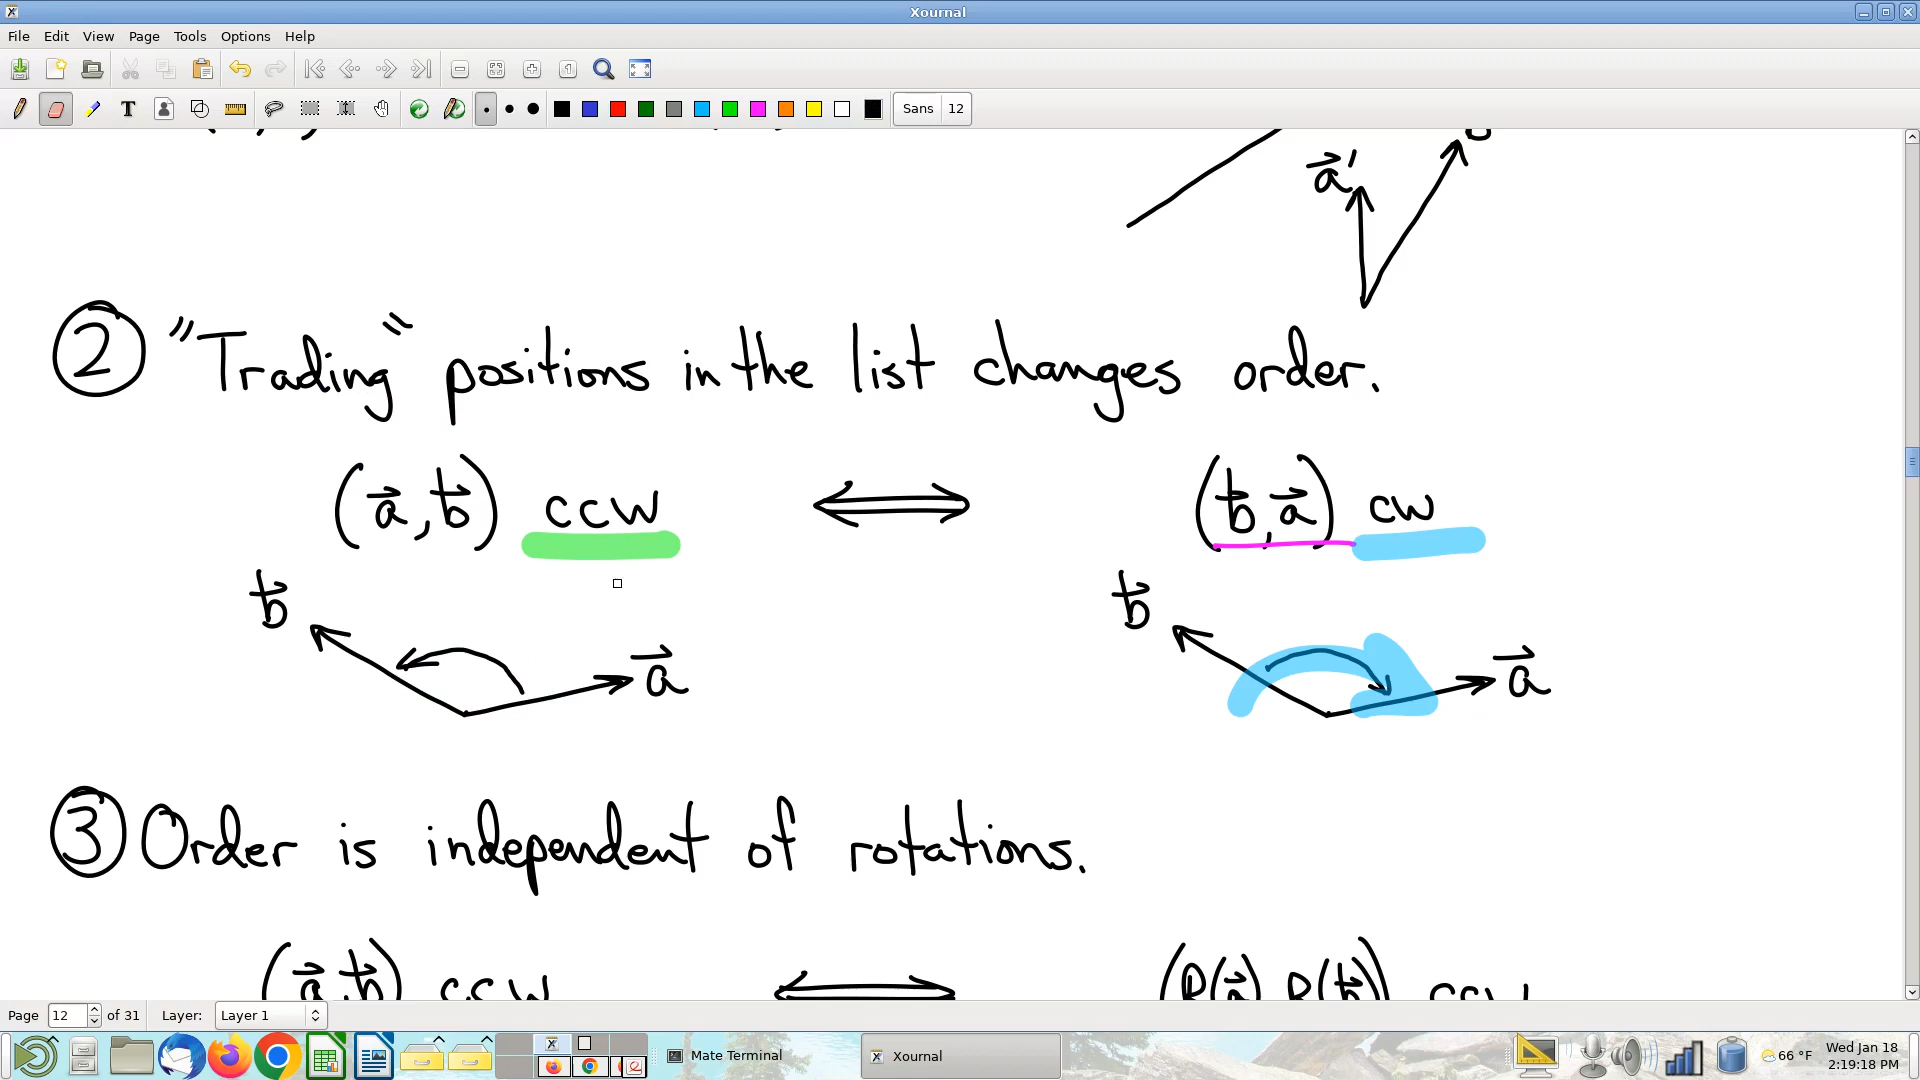 Xournal
File Edit View Page Tools Options Help
Sans 12
a⃗'
② "Trading" positions in the list changes order.
(a⃗, b⃗) ccw ⟺ (b⃗, a⃗) cw
b⃗ a⃗ b⃗ a⃗
③ Order is independent of rotations.
(a⃗, b⃗) ccw ⟺ (R(a⃗), R(b⃗)) ccw
Page 12 of 31 Layer: Layer 1
Mate Terminal Xournal 66 °F Wed Jan 18
2:19:18 PM